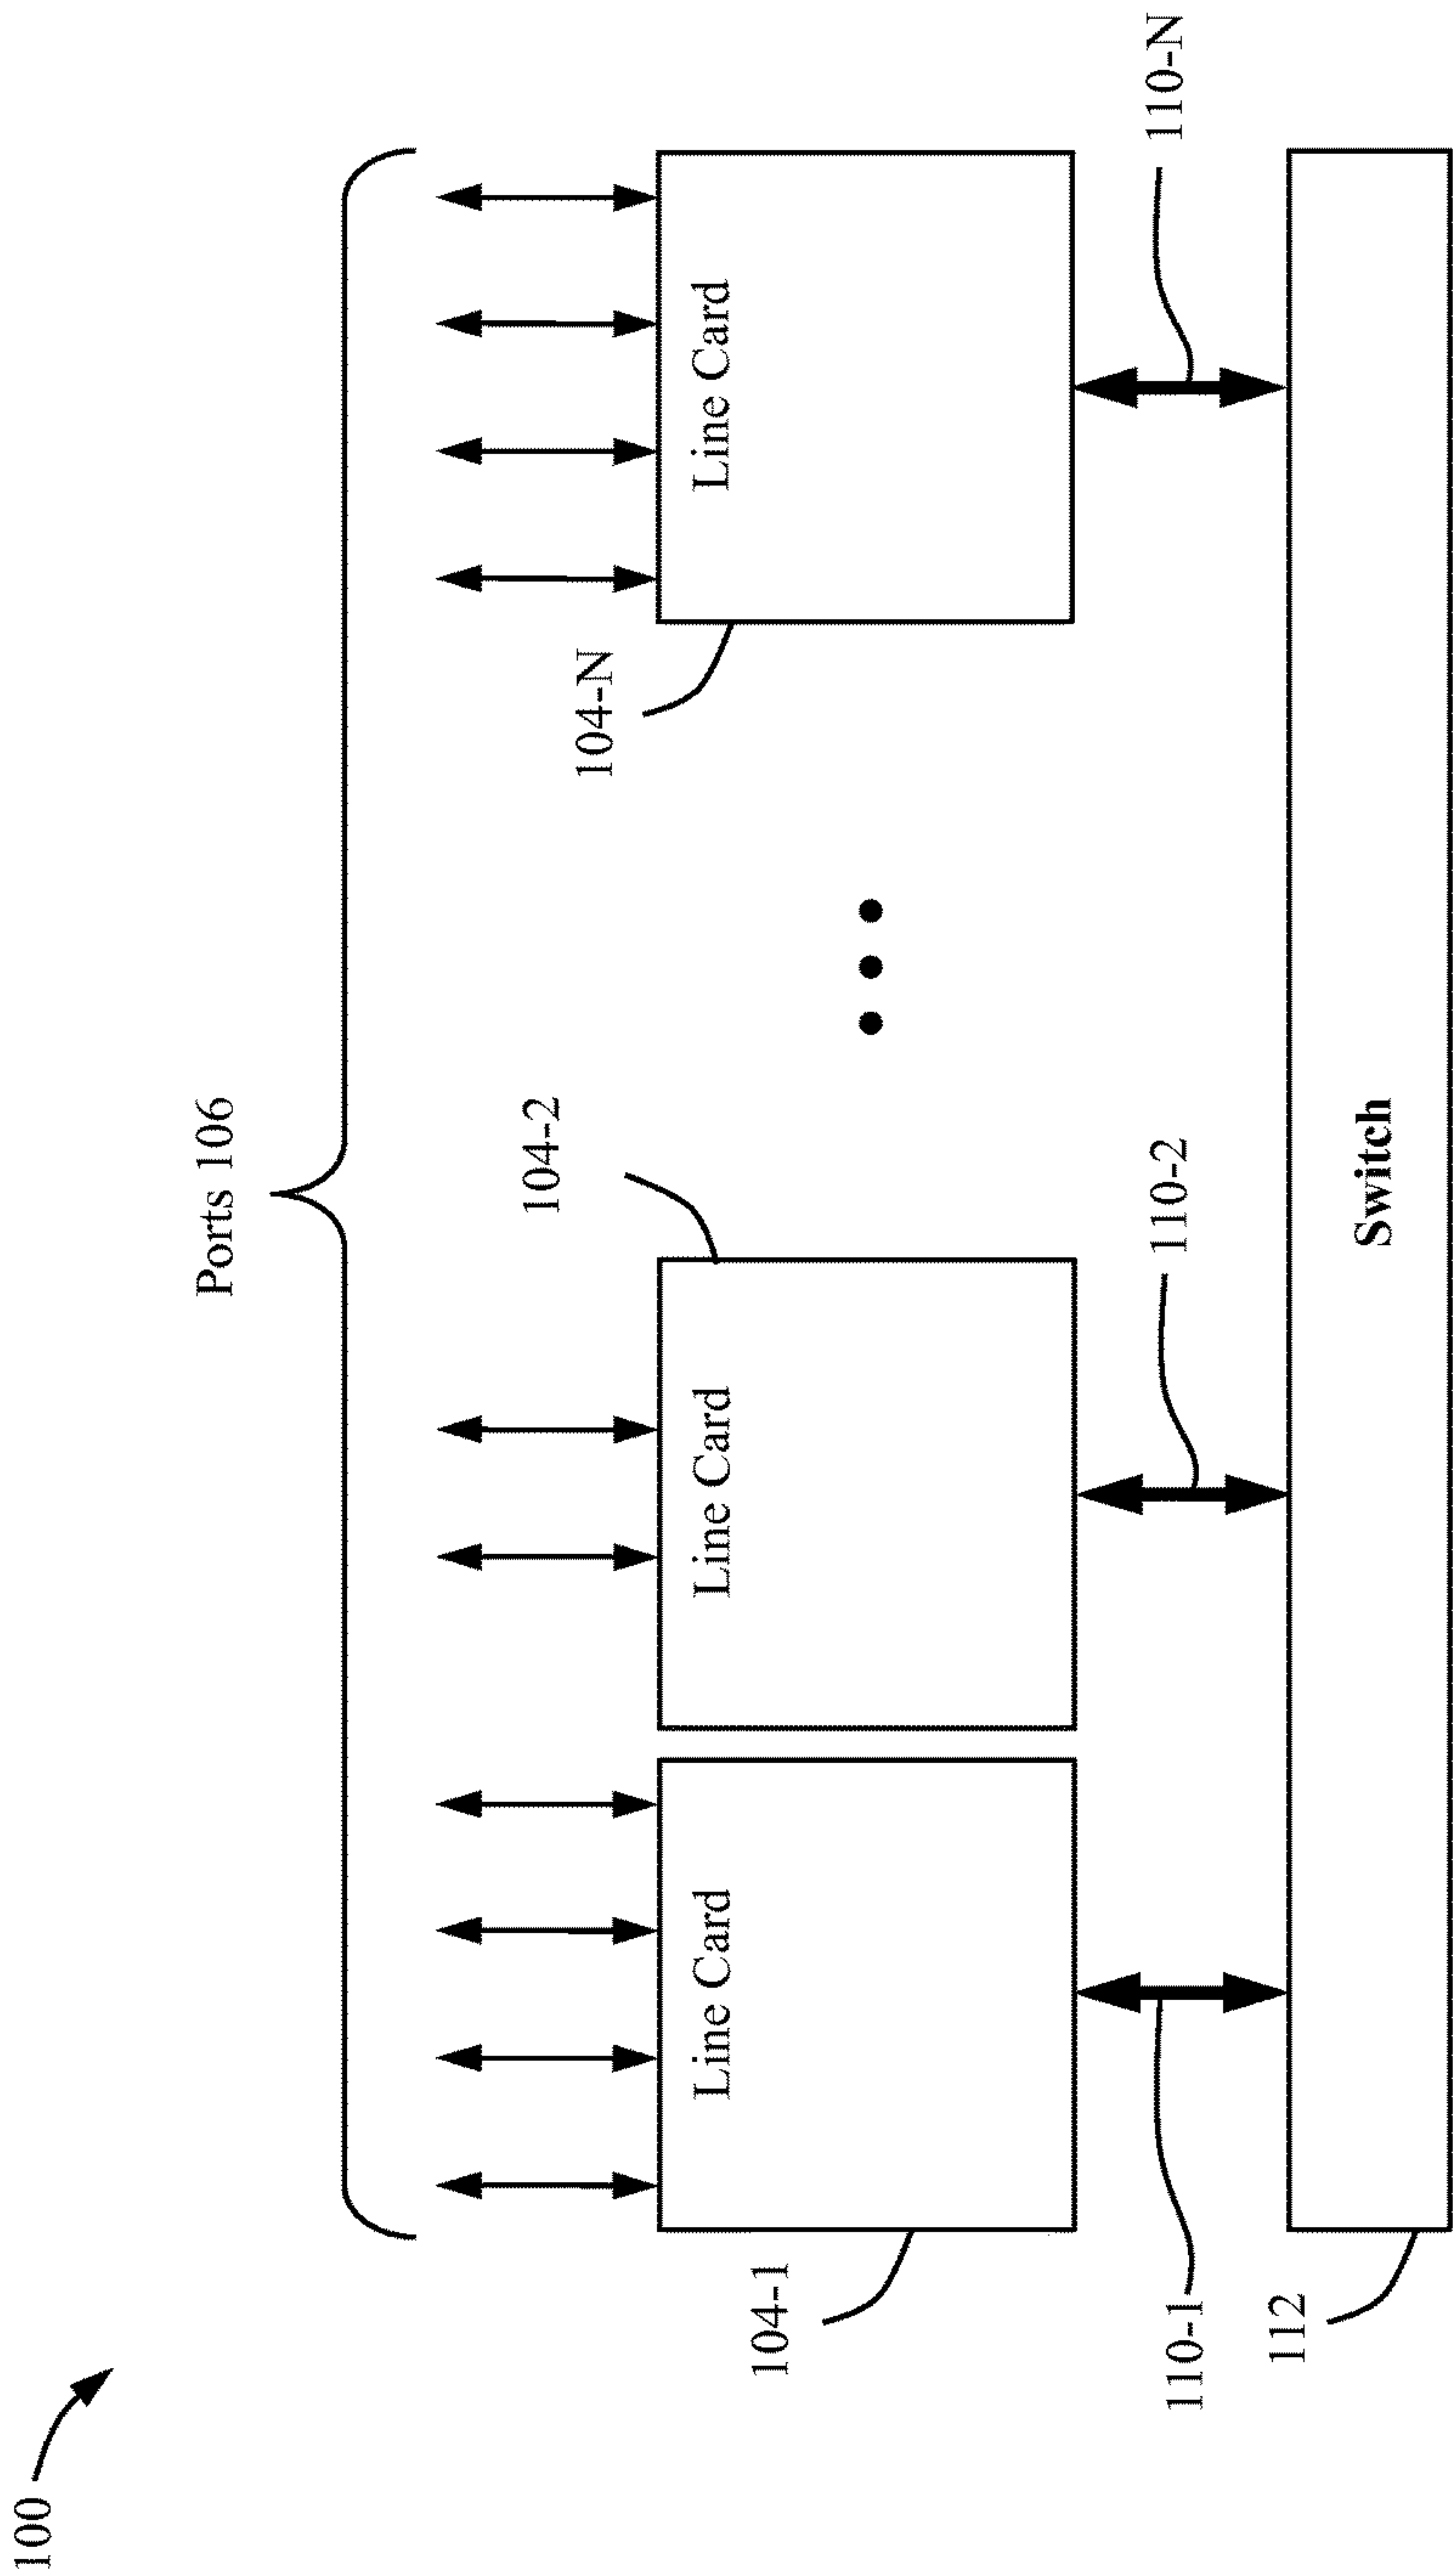 100
Ports 106
104-1
Line Card
104-2
Line Card
104-N
Line Card
110-1
110-2
110-N
112
Switch